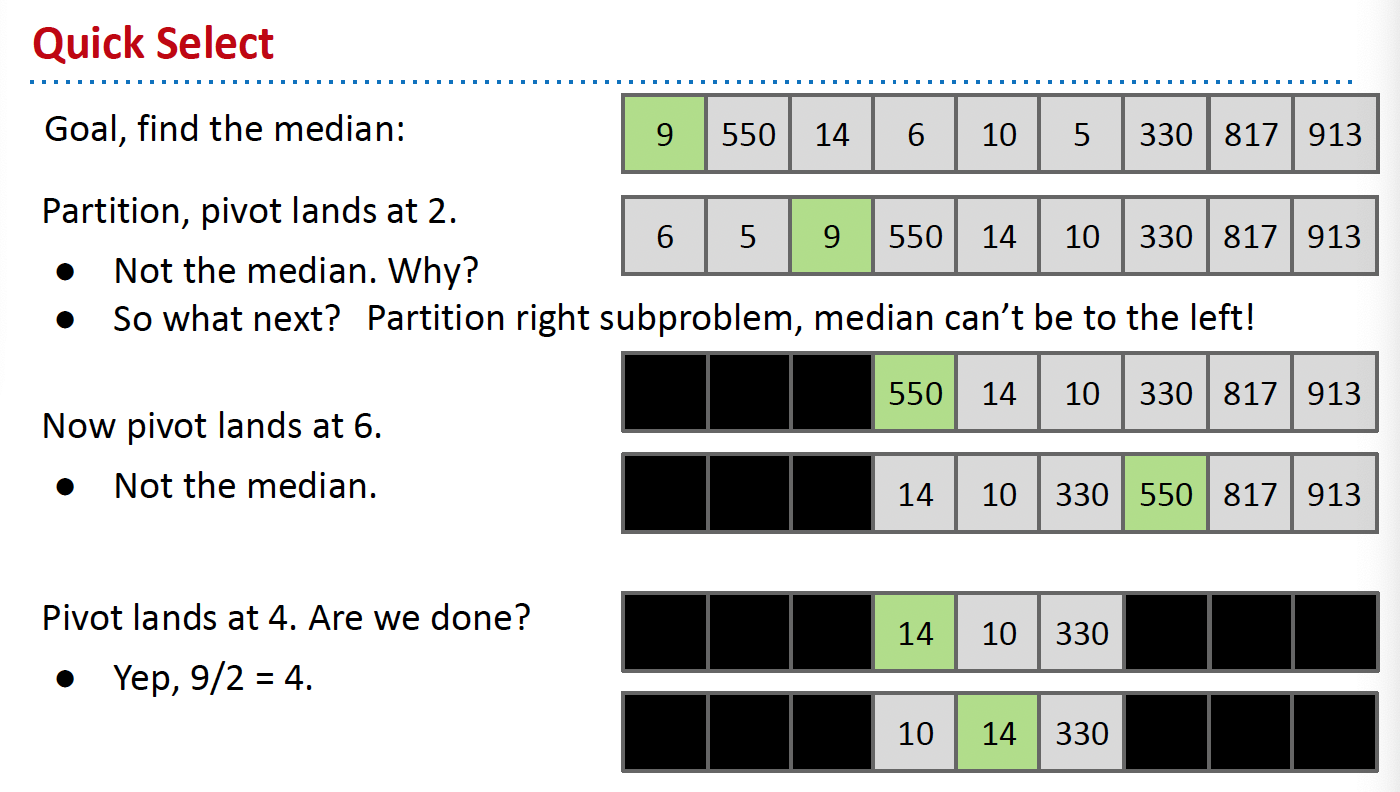 Quick Select
Goal, find the median:
9 550 14 6 10 5 330 817 913
Partition, pivot lands at 2.
6 5 9 550 14 10 330 817 913
● Not the median. Why?
● So what next? Partition right subproblem, median can’t be to the left!
550 14 10 330 817 913
Now pivot lands at 6.
● Not the median.
14 10 330 550 817 913
Pivot lands at 4. Are we done?
14 10 330
● Yep, 9/2 = 4.
10 14 330